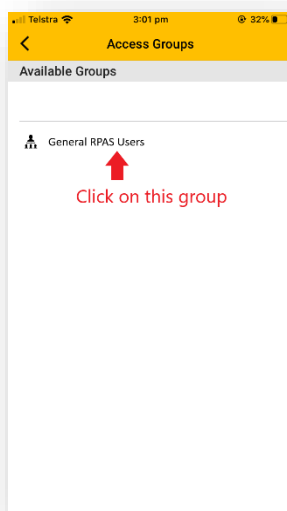 Telstra 3:01 pm 32%
Access Groups
Available Groups
General RPAS Users
Click on this group